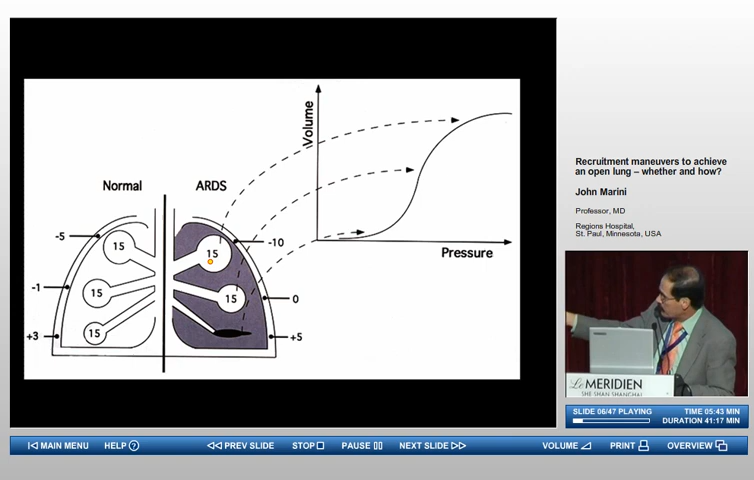 Normal
ARDS
-5
-1
+3
15
15
15
15
15
-10
0
+5
Volume
Pressure
Recruitment maneuvers to achieve
an open lung – whether and how?
John Marini
Professor, MD
Regions Hospital,
St. Paul, Minnesota, USA
Le MERIDIEN
SHE SHAN SHANGHAI
SLIDE 06/47 PLAYING
TIME 05:43 MIN
DURATION 41:17 MIN
MAIN MENU
HELP ?
PREV SLIDE
STOP
PAUSE
NEXT SLIDE
VOLUME
PRINT
OVERVIEW